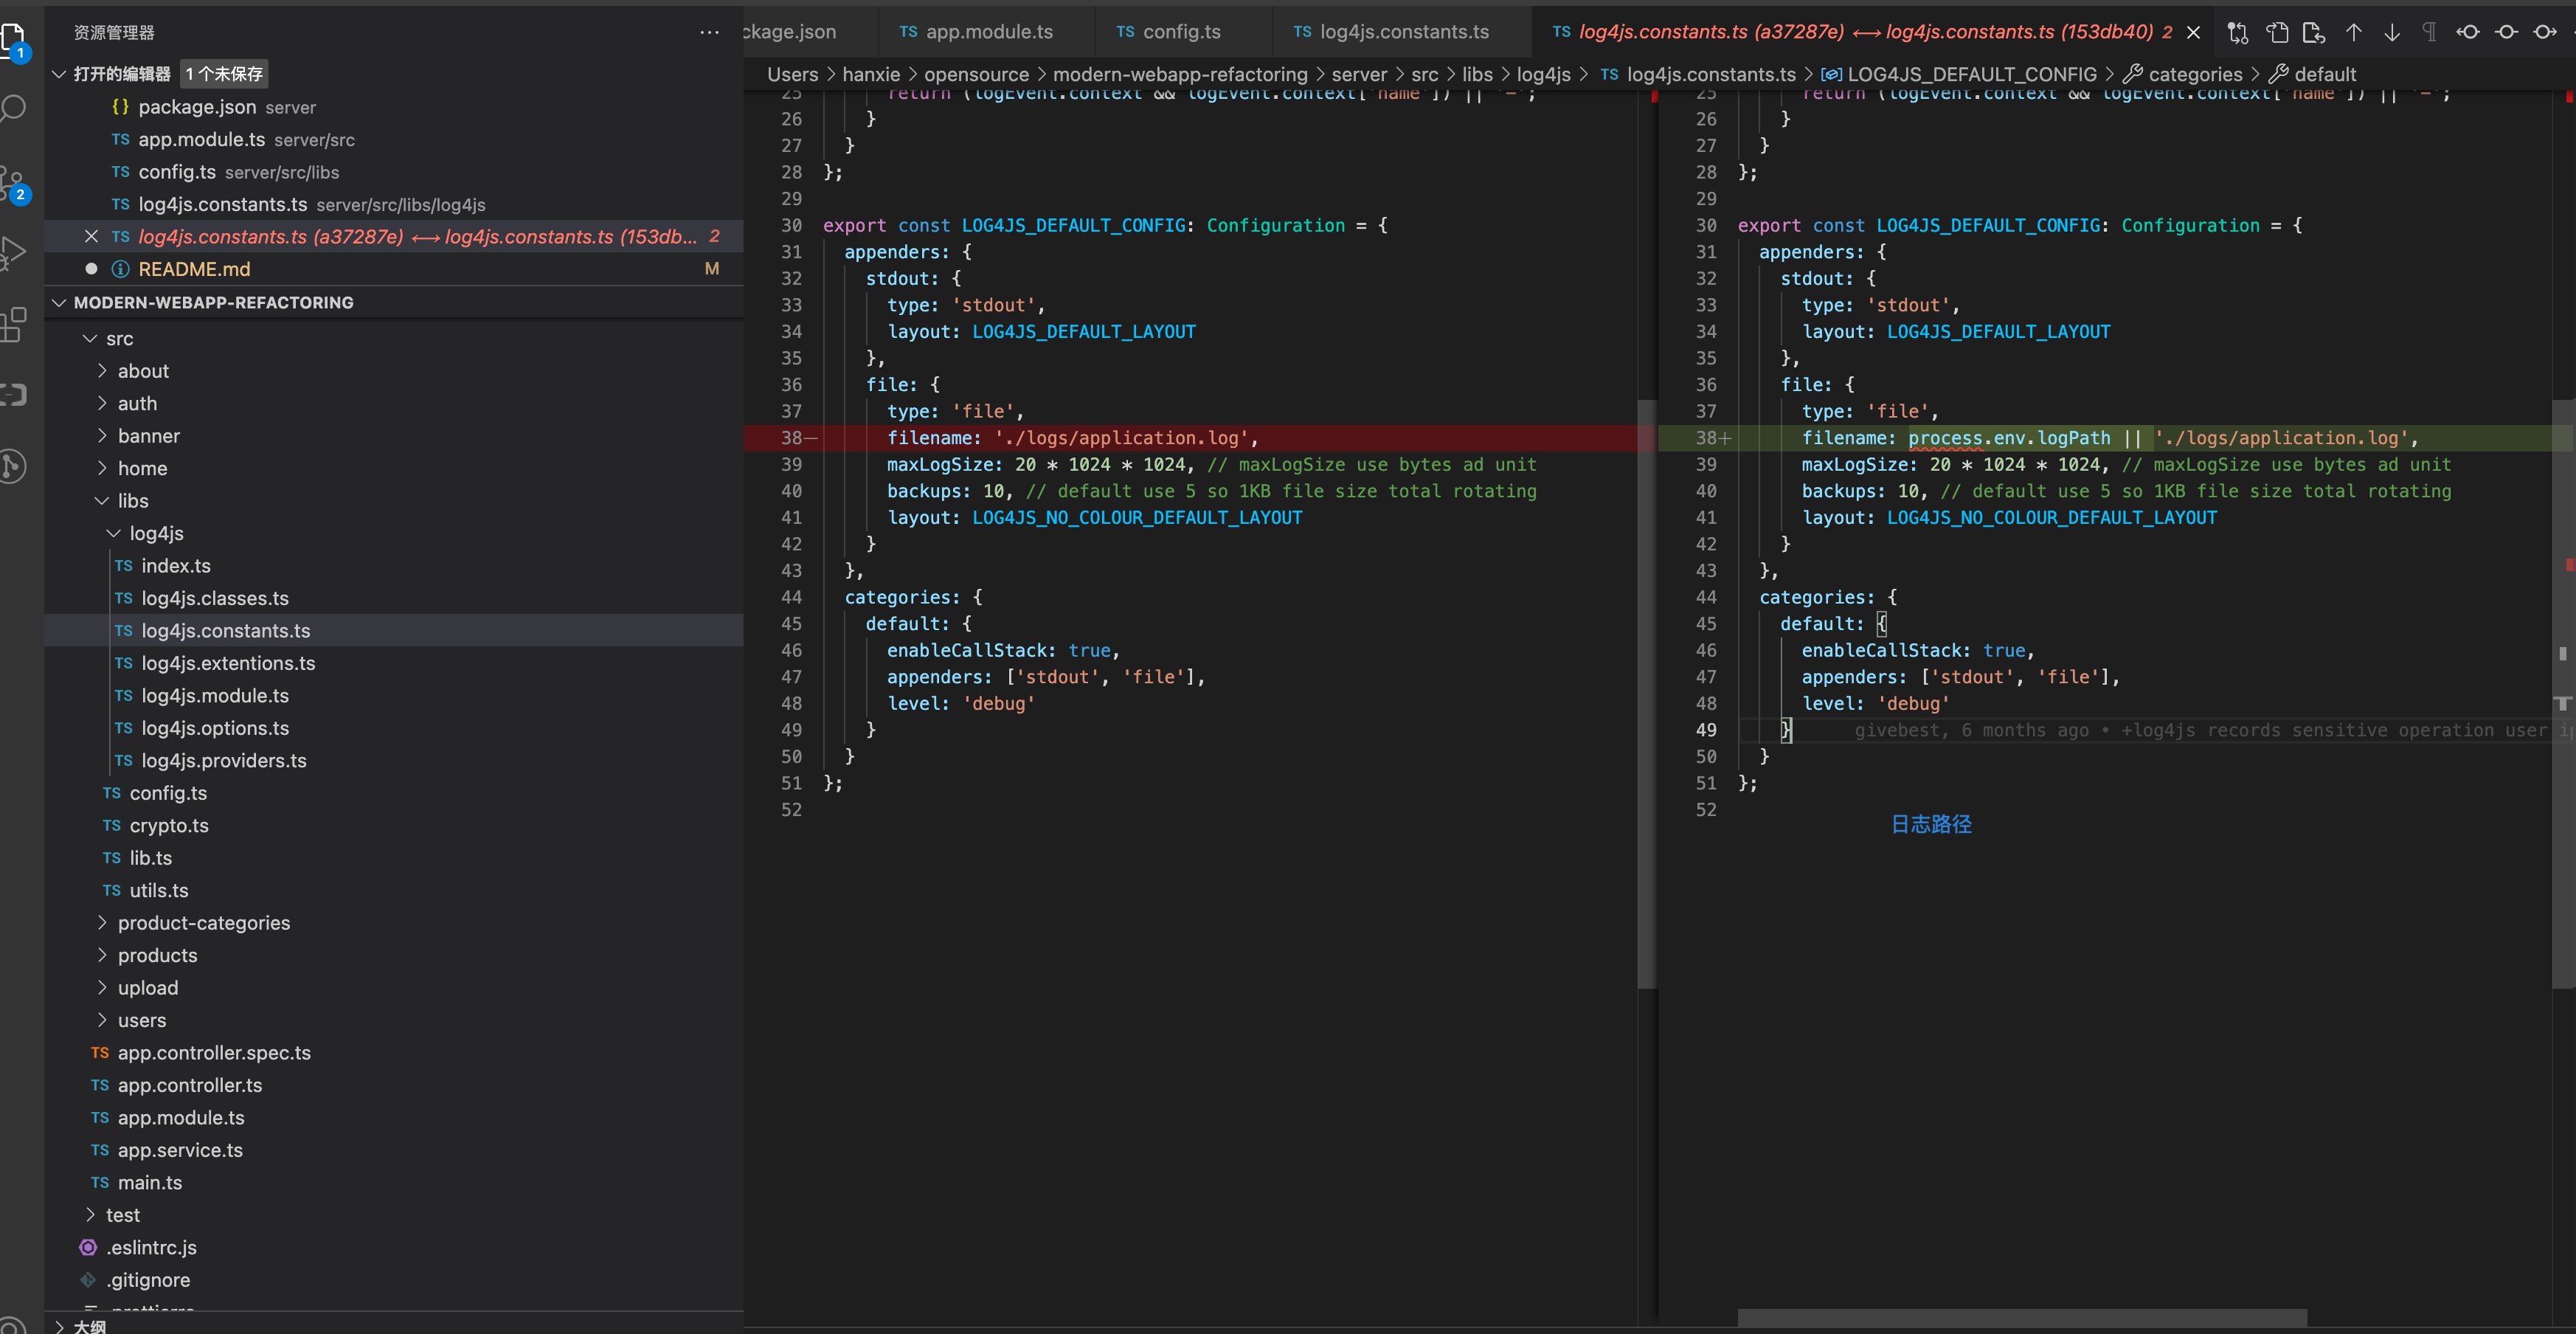 资源管理器
打开的编辑器 1 个未保存
{} package.json server
TS app.module.ts server/src
TS config.ts server/src/libs
TS log4js.constants.ts server/src/libs/log4js
TS log4js.constants.ts (a37287e) ⟷ log4js.constants.ts (153db... 2
README.md M
MODERN-WEBAPP-REFACTORING
src
about
auth
banner
home
libs
log4js
TS index.ts
TS log4js.classes.ts
TS log4js.constants.ts
TS log4js.extentions.ts
TS log4js.module.ts
TS log4js.options.ts
TS log4js.providers.ts
TS config.ts
TS crypto.ts
TS lib.ts
TS utils.ts
product-categories
products
upload
users
TS app.controller.spec.ts
TS app.controller.ts
TS app.module.ts
TS app.service.ts
TS main.ts
test
.eslintrc.js
.gitignore
大纲
1
2
ckage.json TS app.module.ts TS config.ts TS log4js.constants.ts TS log4js.constants.ts (a37287e) ⟷ log4js.constants.ts (153db40) 2
Users > hanxie > opensource > modern-webapp-refactoring > server > src > libs > log4js > TS log4js.constants.ts > LOG4JS_DEFAULT_CONFIG > categories > default
25 return (logEvent.context && logEvent.context['name']) || '-';
26 }
27 }
28 };
29
30 export const LOG4JS_DEFAULT_CONFIG: Configuration = {
31 appenders: {
32 stdout: {
33 type: 'stdout',
34 layout: LOG4JS_DEFAULT_LAYOUT
35 },
36 file: {
37 type: 'file',
38— filename: './logs/application.log',
39 maxLogSize: 20 * 1024 * 1024, // maxLogSize use bytes ad unit
40 backups: 10, // default use 5 so 1KB file size total rotating
41 layout: LOG4JS_NO_COLOUR_DEFAULT_LAYOUT
42 }
43 },
44 categories: {
45 default: {
46 enableCallStack: true,
47 appenders: ['stdout', 'file'],
48 level: 'debug'
49 }
50 }
51 };
52
25 return (logEvent.context && logEvent.context['name']) || '-';
26 }
27 }
28 };
29
30 export const LOG4JS_DEFAULT_CONFIG: Configuration = {
31 appenders: {
32 stdout: {
33 type: 'stdout',
34 layout: LOG4JS_DEFAULT_LAYOUT
35 },
36 file: {
37 type: 'file',
38+ filename: process.env.logPath || './logs/application.log',
39 maxLogSize: 20 * 1024 * 1024, // maxLogSize use bytes ad unit
40 backups: 10, // default use 5 so 1KB file size total rotating
41 layout: LOG4JS_NO_COLOUR_DEFAULT_LAYOUT
42 }
43 },
44 categories: {
45 default: {
46 enableCallStack: true,
47 appenders: ['stdout', 'file'],
48 level: 'debug'
49 } givebest, 6 months ago • +log4js records sensitive operation user ip
50 }
51 };
52
日志路径